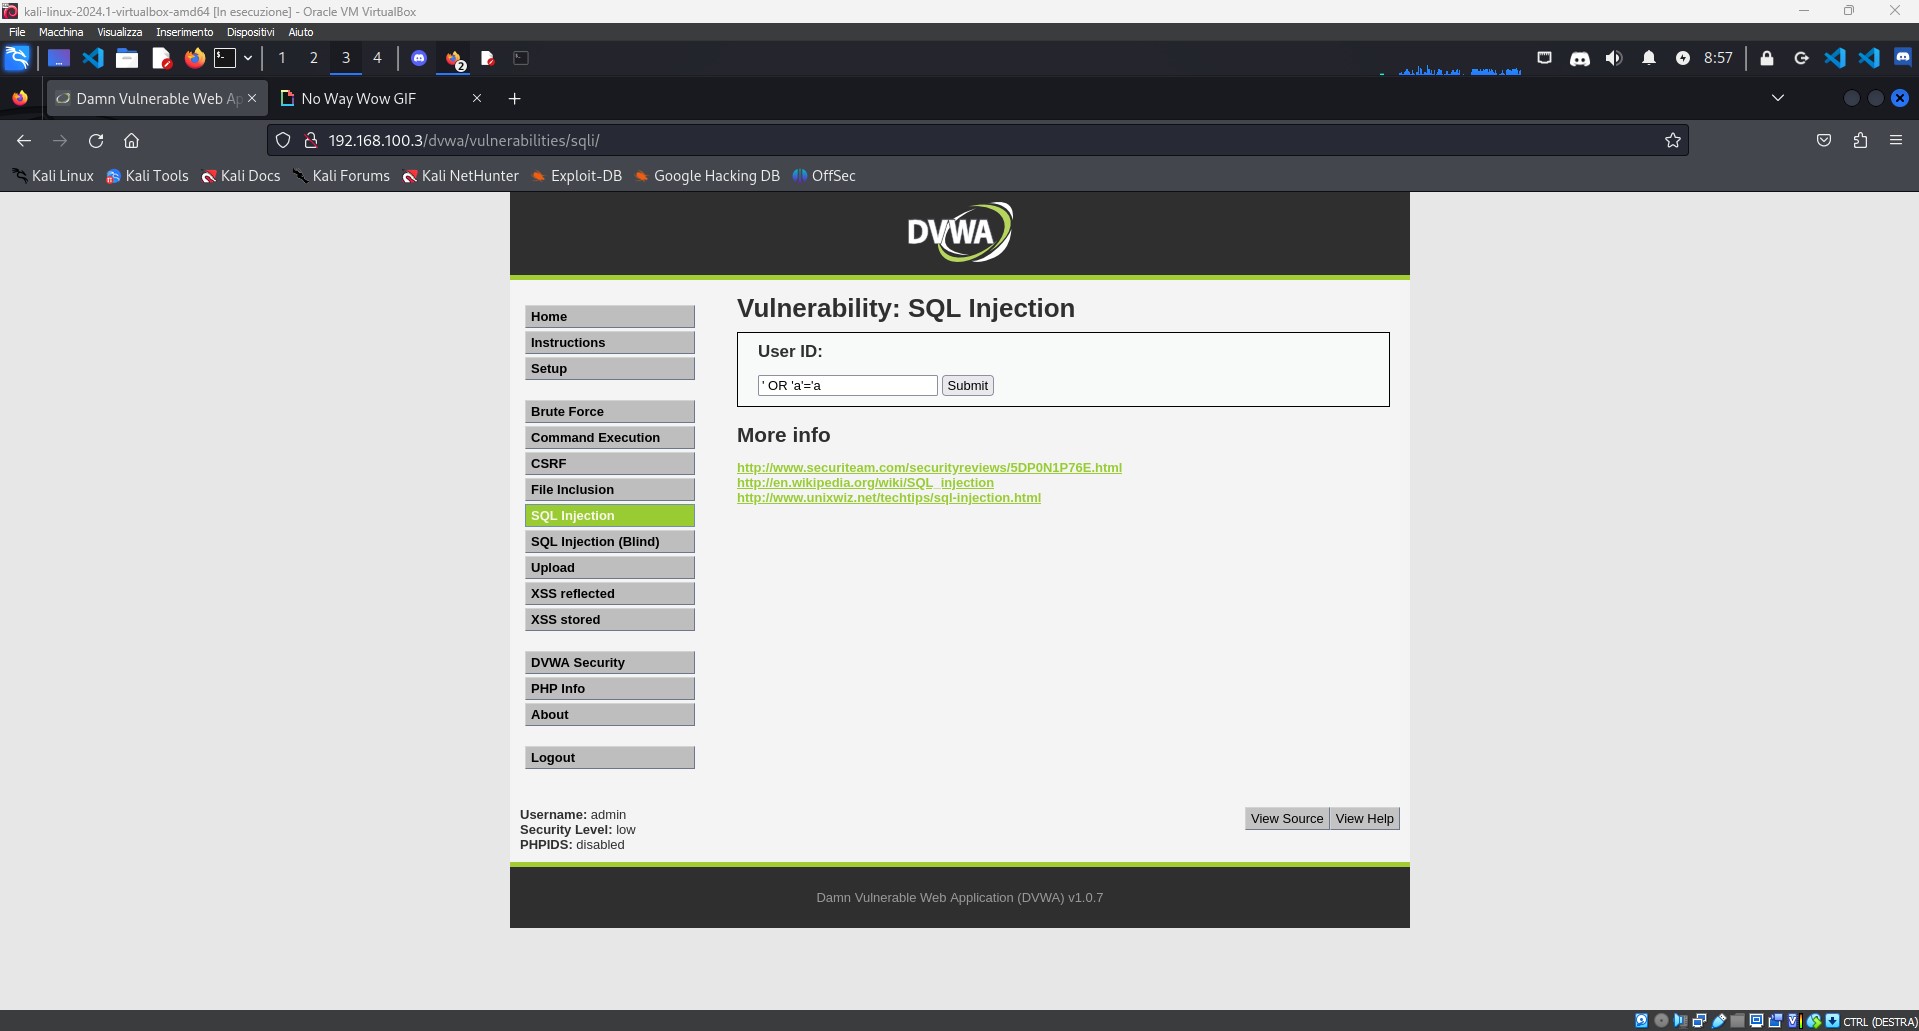 kali-linux-2024.1-virtualbox-amd64 [In esecuzione] - Oracle VM VirtualBox
File Macchina Visualizza Inserimento Dispositivi Aiuto
1 2 3 4 2 8:57
Damn Vulnerable Web Ap No Way Wow GIF
192.168.100.3/dvwa/vulnerabilities/sqli/
Kali Linux Kali Tools Kali Docs Kali Forums Kali NetHunter Exploit-DB Google Hacking DB OffSec
DVWA
Home
Instructions
Setup
Brute Force
Command Execution
CSRF
File Inclusion
SQL Injection
SQL Injection (Blind)
Upload
XSS reflected
XSS stored
DVWA Security
PHP Info
About
Logout
Vulnerability: SQL Injection
User ID:
' OR 'a'='a Submit
More info
http://www.securiteam.com/securityreviews/5DP0N1P76E.html
http://en.wikipedia.org/wiki/SQL_injection
http://www.unixwiz.net/techtips/sql-injection.html
Username: admin
Security Level: low
PHPIDS: disabled
View Source View Help
Damn Vulnerable Web Application (DVWA) v1.0.7
CTRL (DESTRA)